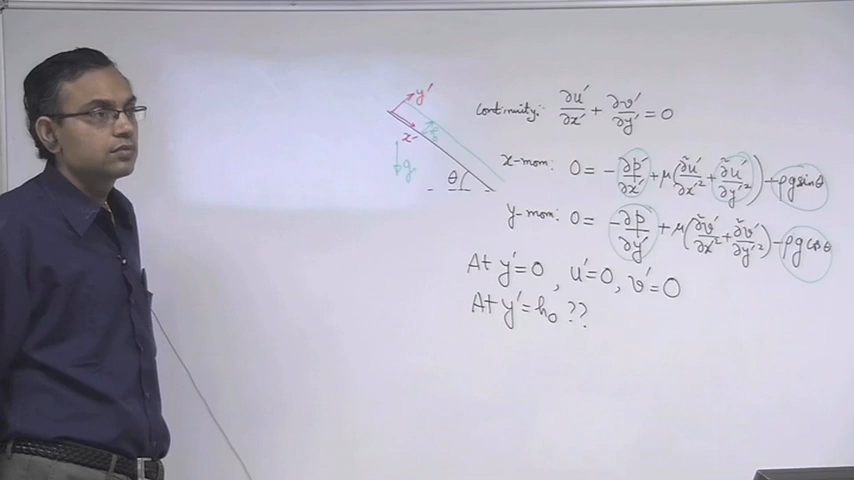 y′
x′
h₀
g
θ
continuity:- ∂u′/∂x′ + ∂v′/∂y′ = 0
x-mom: 0 = -∂p′/∂x′ + μ(∂²u′/∂x′² + ∂²u′/∂y′²) + ρg sinθ
y-mom: 0 = -∂p′/∂y′ + μ(∂²v′/∂x′² + ∂²v′/∂y′²) - ρg cosθ
At y′=0, u′=0, v′=0
At y′=h₀ ??